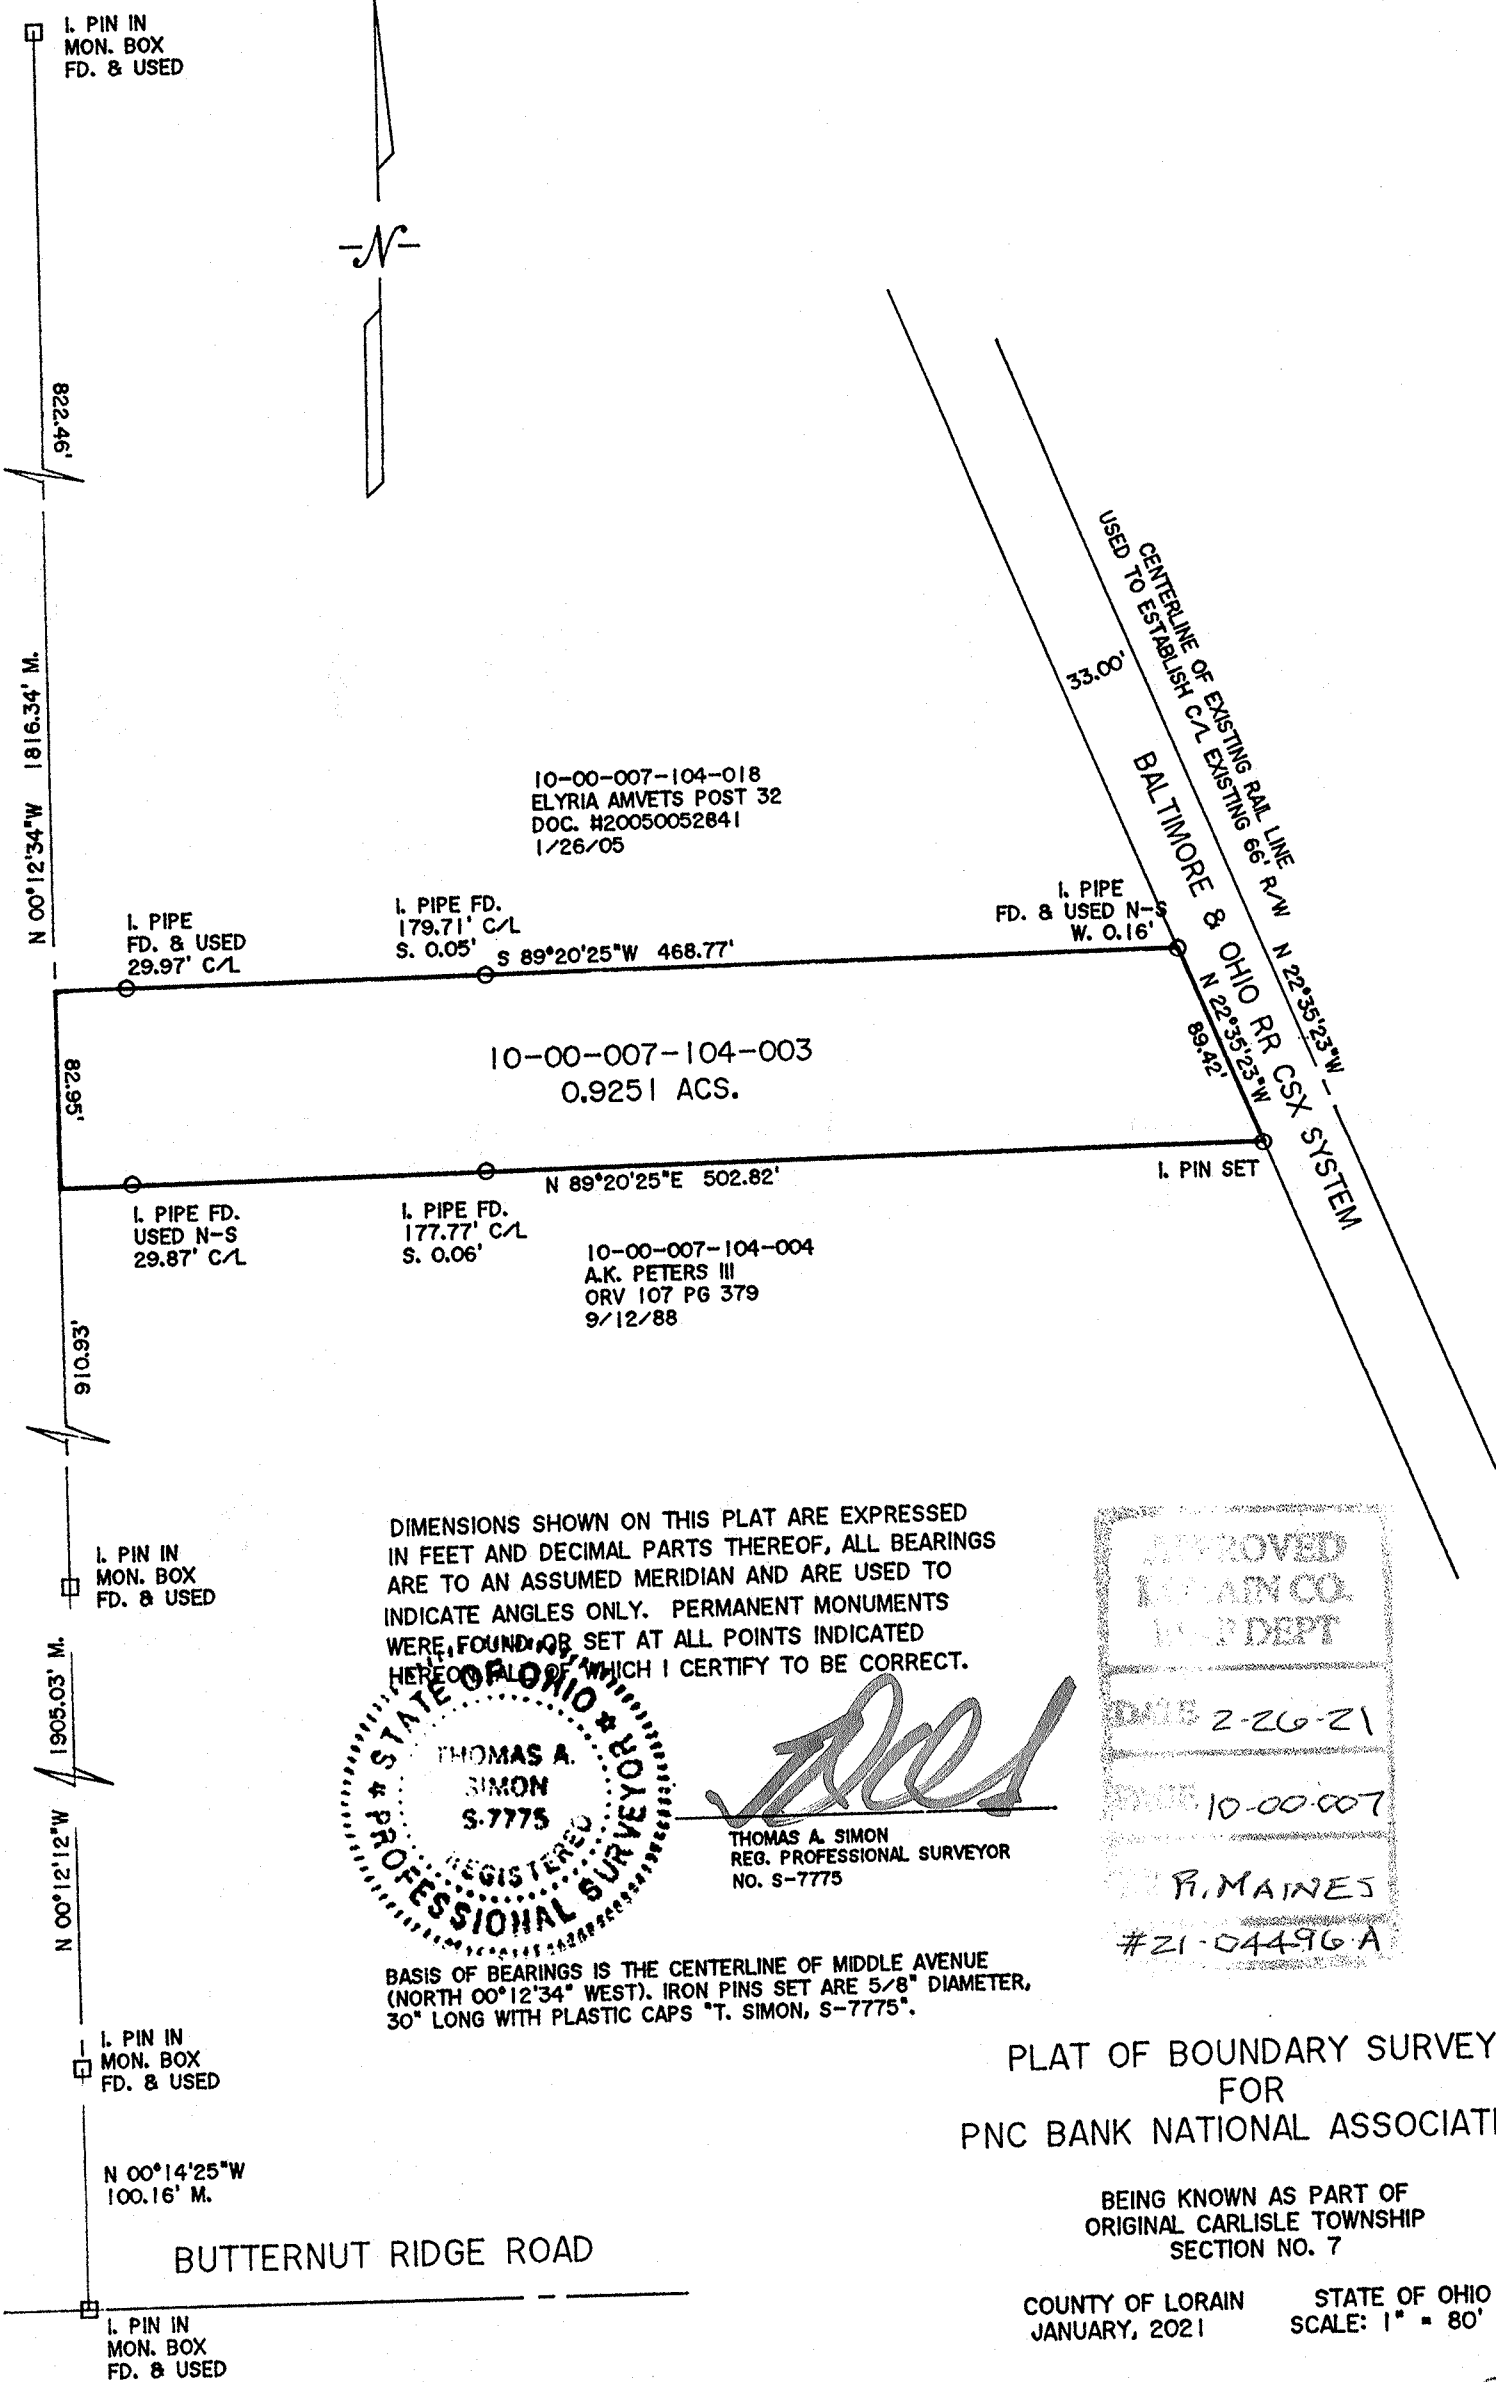 I. PIN IN
MON. BOX
FD. & USED
-N-
822.46'
N 00°12'34"W 1816.34' M.
CENTERLINE OF EXISTING RAIL LINE
USED TO ESTABLISH C/L EXISTING 66' R/W N 22°35'23"W
33.00'
BALTIMORE & OHIO RR CSX SYSTEM
10-00-007-104-018
ELYRIA AMVETS POST 32
DOC. #20050052841
1/26/05
I. PIPE
FD. & USED
29.97' C/L
I. PIPE FD.
179.71' C/L
S. 0.05'
S 89°20'25"W 468.77'
I. PIPE
FD. & USED N-S
W. 0.16'
N 22°35'23"W
89.42'
10-00-007-104-003
0.9251 ACS.
82.95'
N 89°20'25"E 502.82'
I. PIN SET
I. PIPE FD.
USED N-S
29.87' C/L
I. PIPE FD.
177.77' C/L
S. 0.06'
10-00-007-104-004
A.K. PETERS III
ORV 107 PG 379
9/12/88
910.93'
I. PIN IN
MON. BOX
FD. & USED
N 00°12'12"W 1905.03' M.
DIMENSIONS SHOWN ON THIS PLAT ARE EXPRESSED
IN FEET AND DECIMAL PARTS THEREOF, ALL BEARINGS
ARE TO AN ASSUMED MERIDIAN AND ARE USED TO
INDICATE ANGLES ONLY. PERMANENT MONUMENTS
WERE FOUND OR SET AT ALL POINTS INDICATED
HEREON ALL OF WHICH I CERTIFY TO BE CORRECT.
STATE OF OHIO
THOMAS A.
SIMON
S-7775
REGISTERED
PROFESSIONAL SURVEYOR
THOMAS A. SIMON
REG. PROFESSIONAL SURVEYOR
NO. S-7775
APPROVED
LORAIN CO.
MAP DEPT
DATE 2-26-21
PAGE 10-00-007
R. MAINES
#21-04496-A
BASIS OF BEARINGS IS THE CENTERLINE OF MIDDLE AVENUE
(NORTH 00°12'34" WEST). IRON PINS SET ARE 5/8" DIAMETER,
30" LONG WITH PLASTIC CAPS "T. SIMON, S-7775".
I. PIN IN
MON. BOX
FD. & USED
N 00°14'25"W
100.16' M.
BUTTERNUT RIDGE ROAD
I. PIN IN
MON. BOX
FD. & USED
PLAT OF BOUNDARY SURVEY
FOR
PNC BANK NATIONAL ASSOCIATI
BEING KNOWN AS PART OF
ORIGINAL CARLISLE TOWNSHIP
SECTION NO. 7
COUNTY OF LORAIN STATE OF OHIO
JANUARY, 2021 SCALE: 1" = 80'